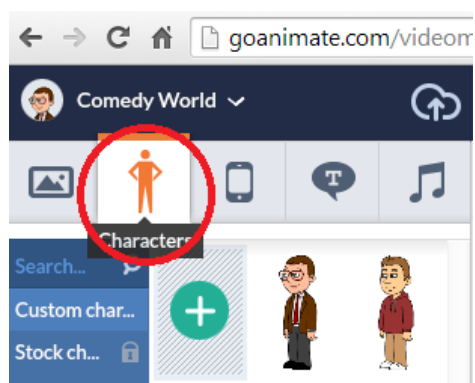 goanimate.com/videom
Comedy World
T
Characters
Search...
Custom char...
Stock ch...